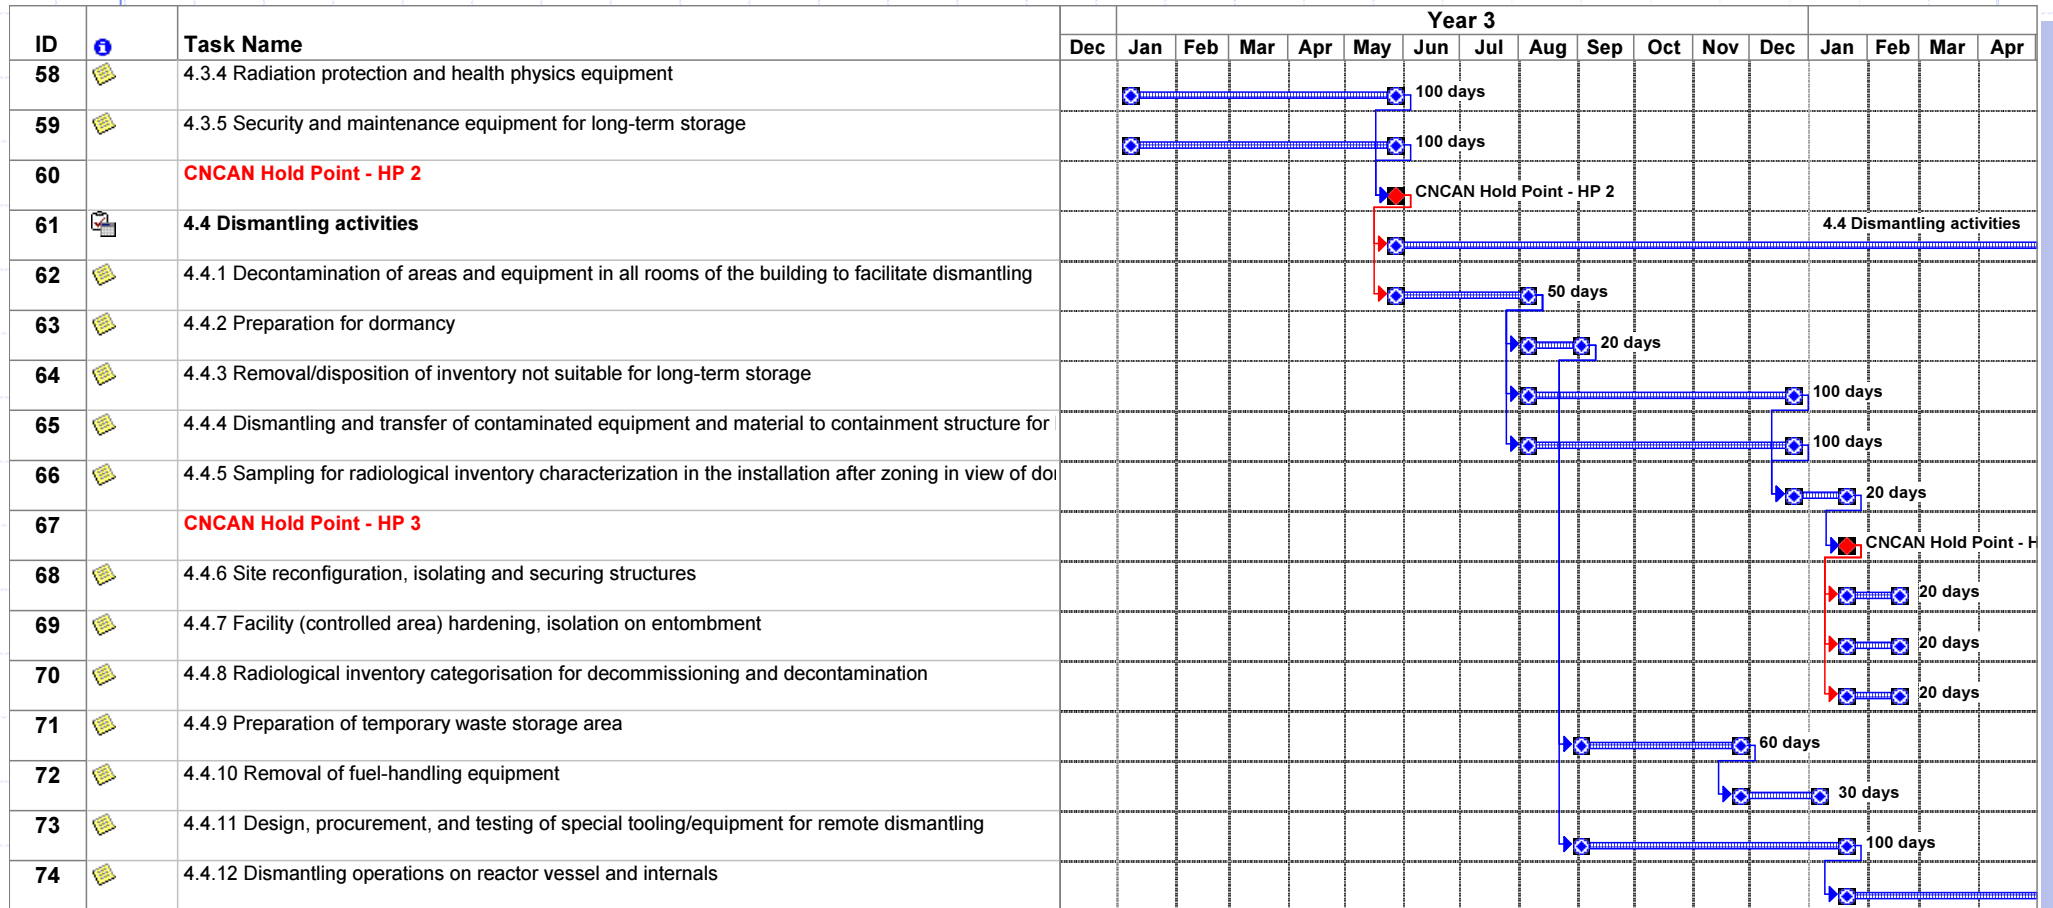 Year 3
ID Task Name Dec Jan Feb Mar Apr May Jun Jul Aug Sep Oct Nov Dec Jan Feb Mar Apr
58 4.3.4 Radiation protection and health physics equipment 100 days
59 4.3.5 Security and maintenance equipment for long-term storage 100 days
60 CNCAN Hold Point - HP 2 CNCAN Hold Point - HP 2
61 4.4 Dismantling activities 4.4 Dismantling activities
62 4.4.1 Decontamination of areas and equipment in all rooms of the building to facilitate dismantling 50 days
63 4.4.2 Preparation for dormancy 20 days
64 4.4.3 Removal/disposition of inventory not suitable for long-term storage 100 days
65 4.4.4 Dismantling and transfer of contaminated equipment and material to containment structure for 100 days
66 4.4.5 Sampling for radiological inventory characterization in the installation after zoning in view of 20 days
67 CNCAN Hold Point - HP 3 CNCAN Hold Point -
68 4.4.6 Site reconfiguration, isolating and securing structures 20 days
69 4.4.7 Facility (controlled area) hardening, isolation on entombment 20 days
70 4.4.8 Radiological inventory categorisation for decommissioning and decontamination 20 days
71 4.4.9 Preparation of temporary waste storage area 60 days
72 4.4.10 Removal of fuel-handling equipment 30 days
73 4.4.11 Design, procurement, and testing of special tooling/equipment for remote dismantling 100 days
74 4.4.12 Dismantling operations on reactor vessel and internals